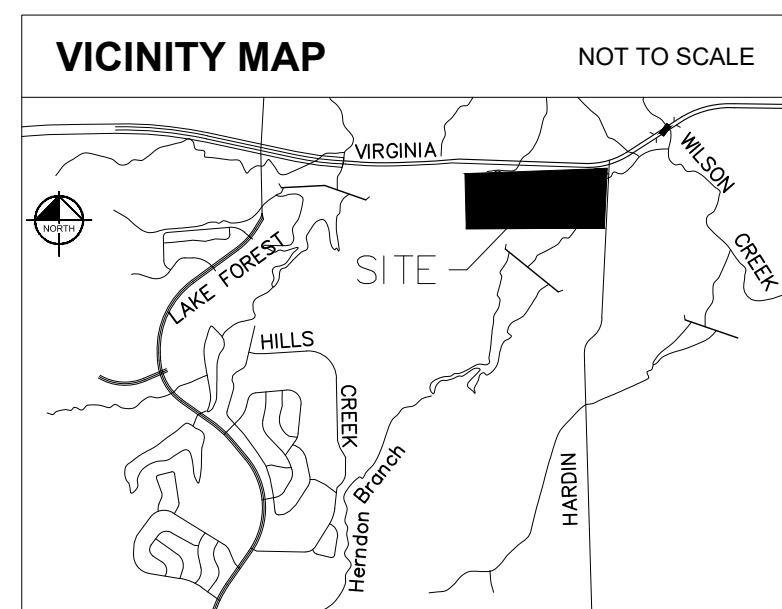 VICINITY MAP
NOT TO SCALE
VIRGINIA
WILSON
CREEK
NORTH
LAKE FOREST
SITE
HILLS
CREEK
Herndon Branch
HARDIN